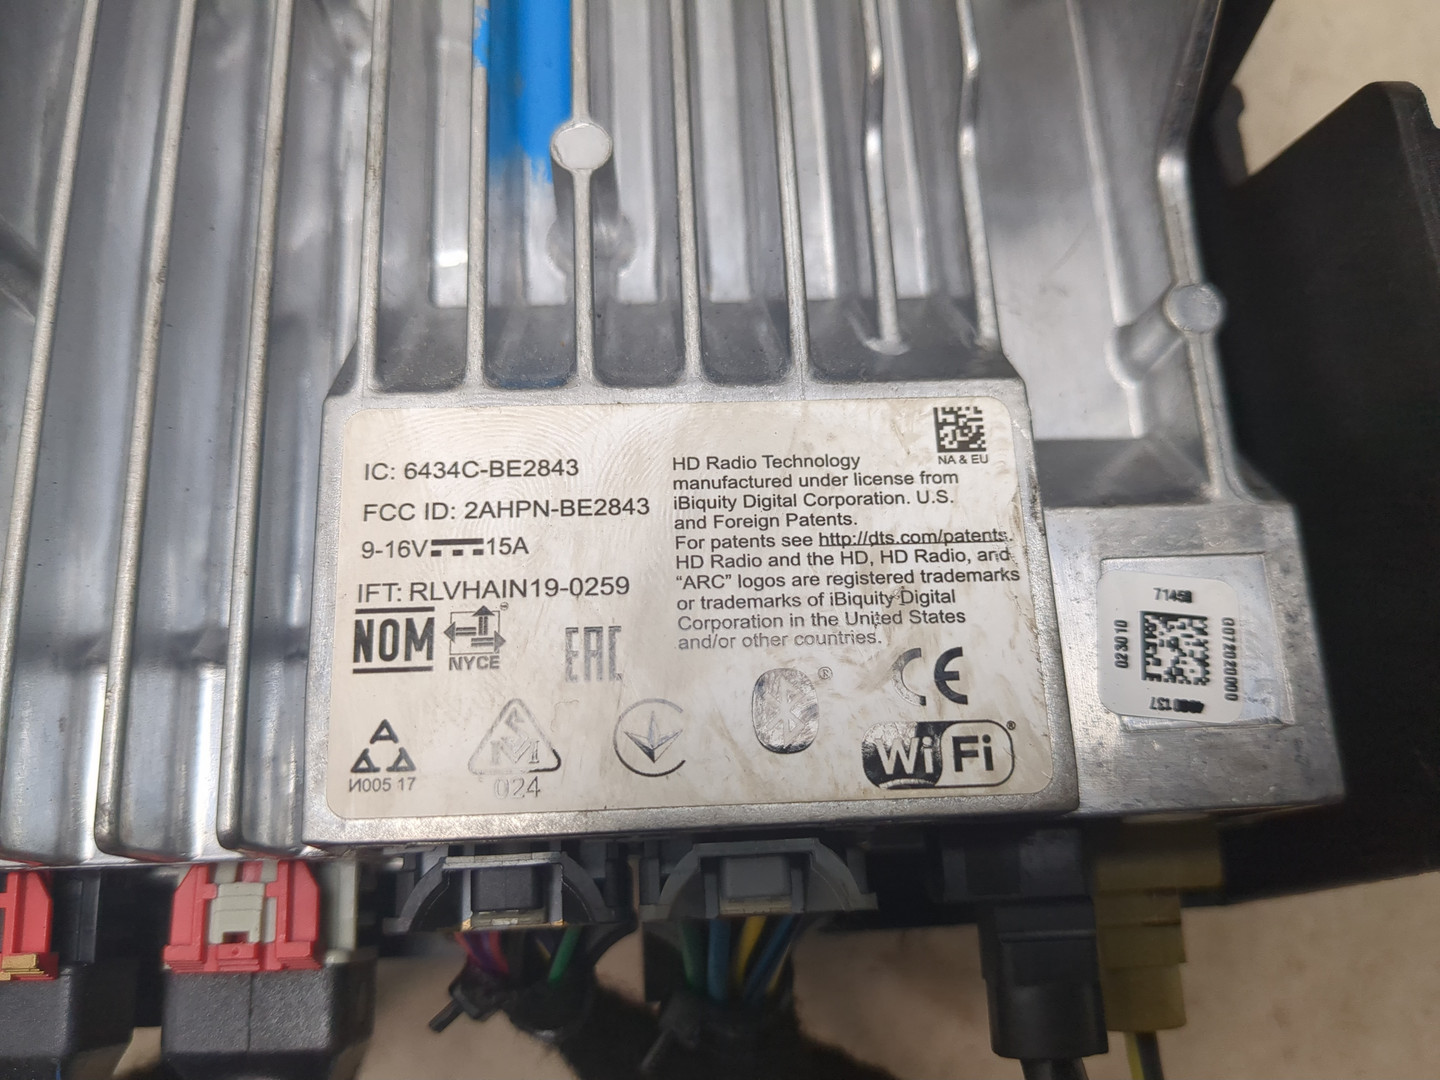 IC: 6434C-BE2843
FCC ID: 2AHPN-BE2843
9-16V 15A
IFT: RLVHAIN19-0259
NOM
NYCE
EAC
И005 17
024
HD Radio Technology
manufactured under license from
iBiquity Digital Corporation. U.S.
and Foreign Patents.
For patents see http://dts.com/patents.
HD Radio and the HD, HD Radio, and
“ARC” logos are registered trademarks
or trademarks of iBiquity Digital
Corporation in the United States
and/or other countries.
NA & EU
CE
WiFi
023010